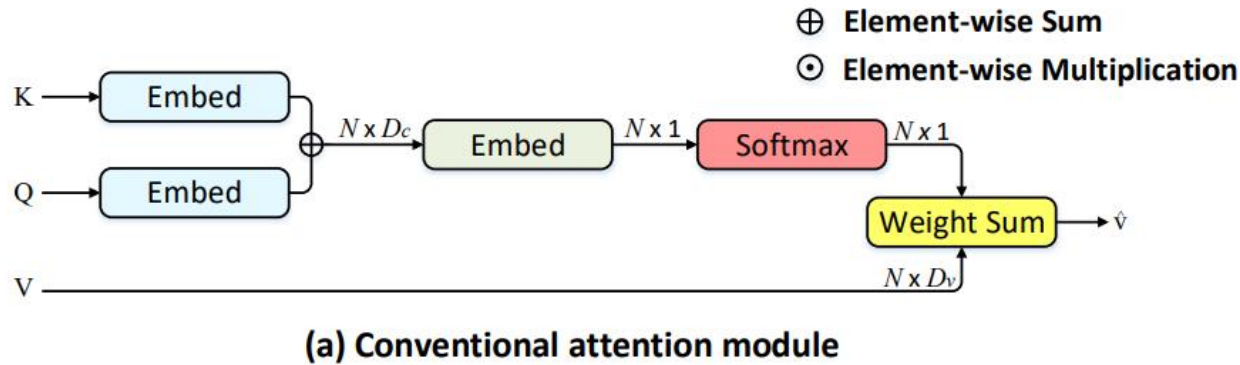 ⊕ Element-wise Sum
⊙ Element-wise Multiplication
K
Embed
N x Dc
Embed
N x 1
Softmax
N x 1
Q
Embed
Weight Sum
v̂
V
N x Dv
(a) Conventional attention module